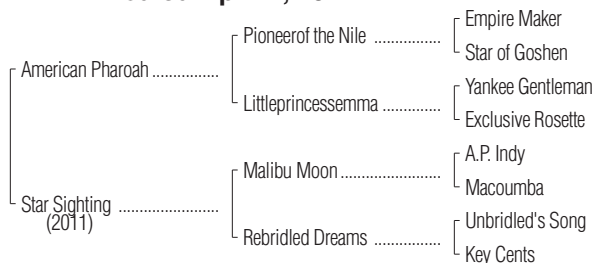 Empire Maker
Pioneerof the Nile ................
Star of Goshen
American Pharoah ................
Yankee Gentleman
Littleprincessemma ..............
Exclusive Rosette
A.P. Indy
Malibu Moon ........................
Macoumba
Star Sighting ........................
(2011)
Unbridled's Song
Rebridled Dreams ................
Key Cents